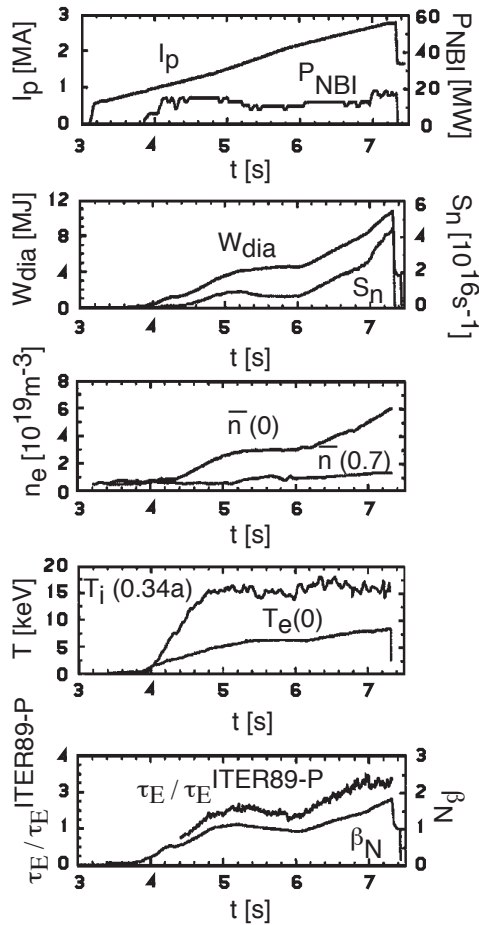 I_p [MA]
3
2
1
0
I_p
P_NBI
60
40
20
0
P_NBI [MW]
3 4 5 6 7
t [s]
W_dia [MJ]
12
8
4
0
W_dia
S_n
6
4
2
0
S_n [10^16 s-1]
3 4 5 6 7
t [s]
n_e [10^19 m-3]
8
6
4
2
0
n̅ (0)
n̅ (0.7)
3 4 5 6 7
t [s]
T [keV]
20
15
10
5
0
T_i (0.34a)
T_e(0)
3 4 5 6 7
t [s]
τ_E / τ_E^ITER89-P
4
3
2
1
0
τ_E / τ_E^ITER89-P
β_N
3
2
1
0
β_N
3 4 5 6 7
t [s]